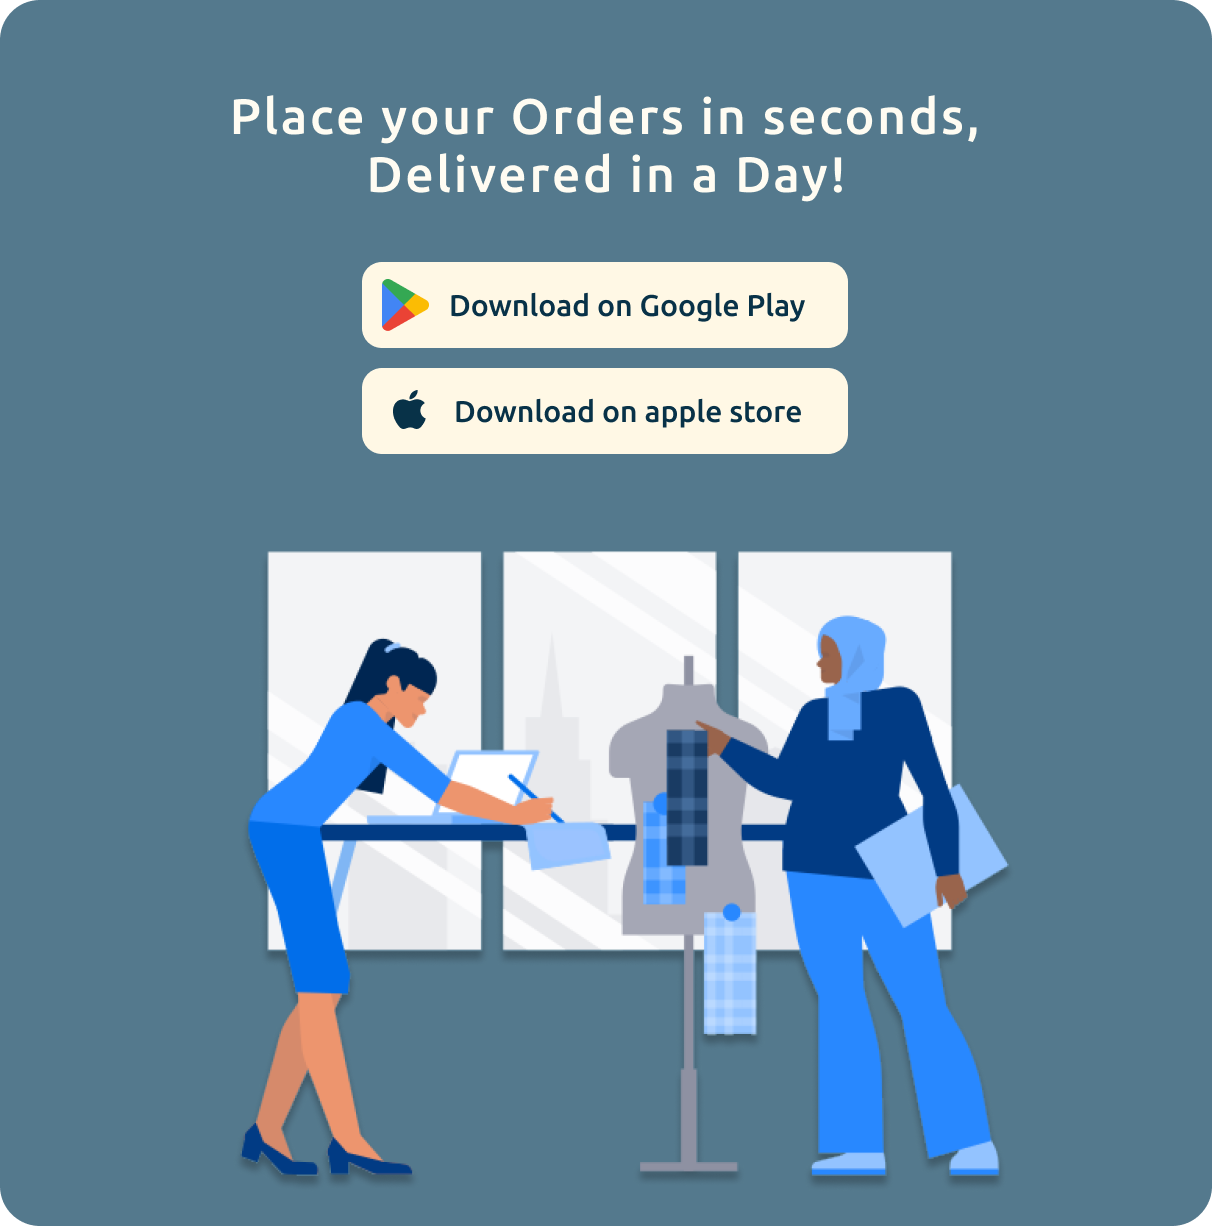 Place your Orders in seconds,
Delivered in a Day!
Download on Google Play
Download on apple store